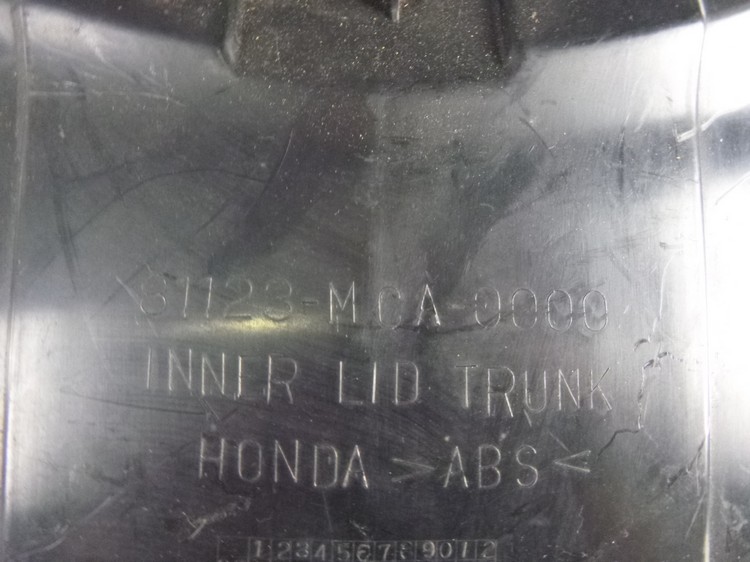 81123-MCA-0000
INNER LID TRUNK
HONDA >ABS<
123456789012